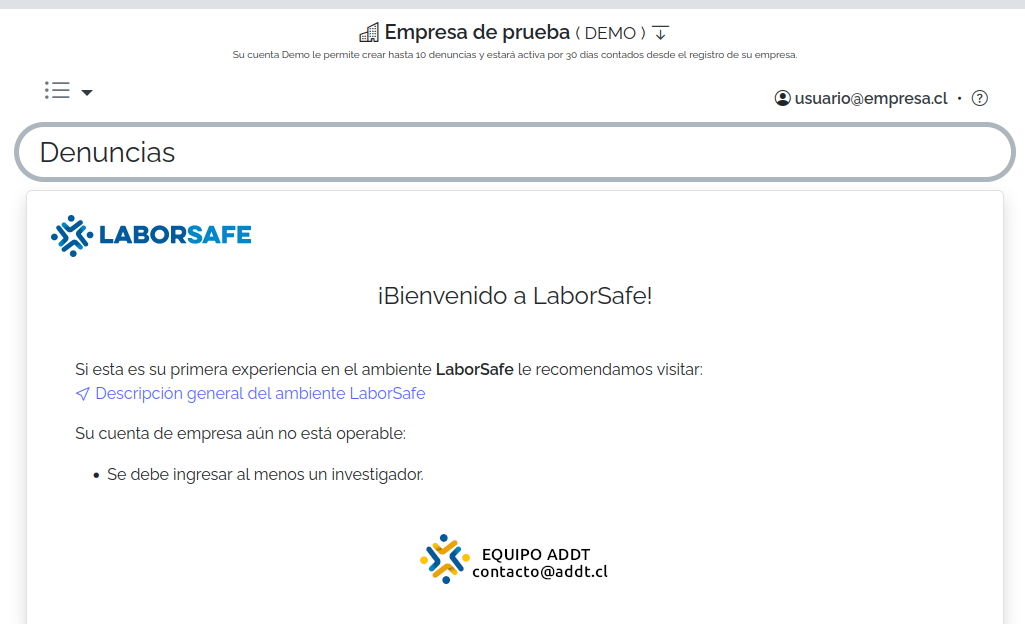 Empresa de prueba ( DEMO )
Su cuenta Demo le permite crear hasta 10 denuncias y estará activa por 30 días contados desde el registro de su empresa.
usuario@empresa.cl • ?
Denuncias
LABORSAFE
¡Bienvenido a LaborSafe!
Si esta es su primera experiencia en el ambiente LaborSafe le recomendamos visitar:
Descripción general del ambiente LaborSafe
Su cuenta de empresa aún no está operable:
• Se debe ingresar al menos un investigador.
EQUIPO ADDT
contacto@addt.cl